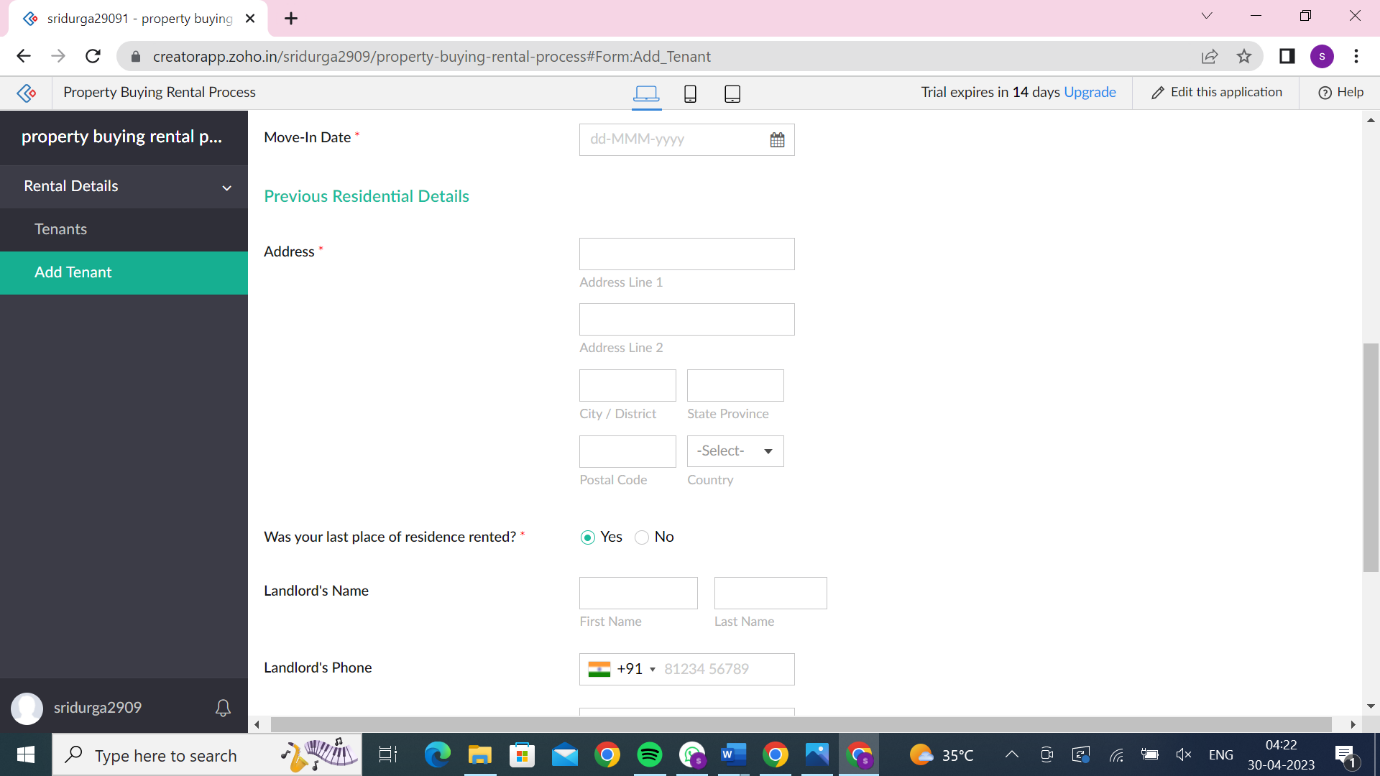 sridurga29091 - property buying
creatorapp.zoho.in/sridurga2909/property-buying-rental-process#Form:Add_Tenant
S
Property Buying Rental Process
Trial expires in 14 days Upgrade
Edit this application
Help
property buying rental p...
Rental Details
Tenants
Add Tenant
sridurga2909
Move-In Date *
dd-MMM-yyyy
Previous Residential Details
Address *
Address Line 1
Address Line 2
City / District State Province
-Select-
Postal Code Country
Was your last place of residence rented? * Yes No
Landlord's Name
First Name Last Name
Landlord's Phone +91 81234 56789
Type here to search
35°C
ENG
04:22
30-04-2023
1